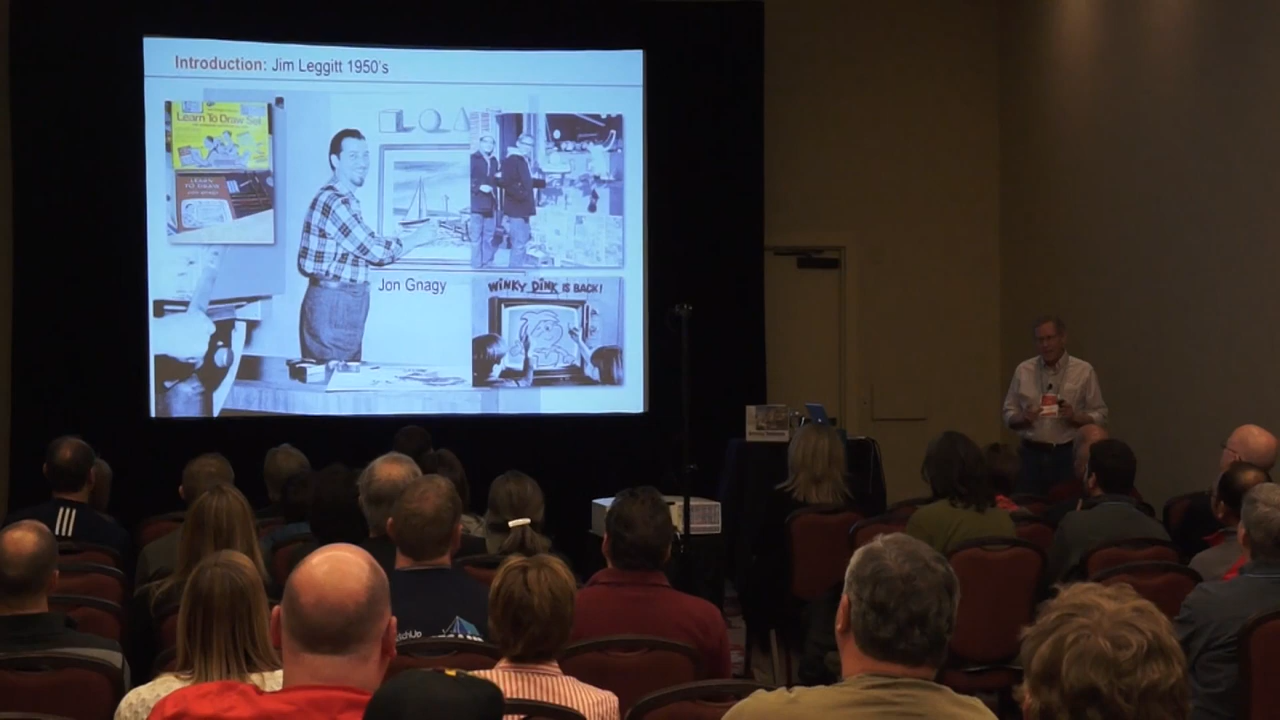 Introduction: Jim Leggitt 1950's
Learn To Draw Set
LEARN
TO DRAW
Jon Gnagy
WINKY DINK IS BACK!